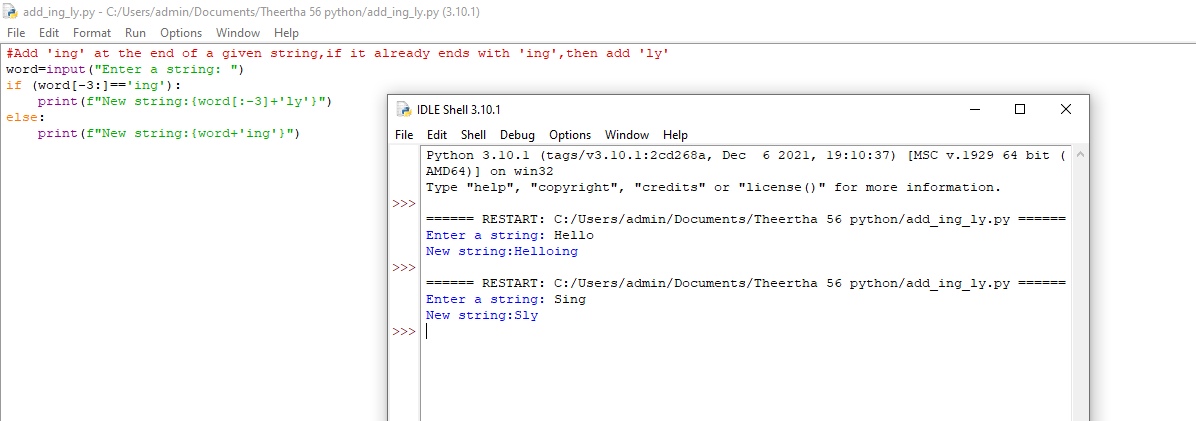 add_ing_ly.py - C:/Users/admin/Documents/Theertha 56 python/add_ing_ly.py (3.10.1)
File Edit Format Run Options Window Help
#Add 'ing' at the end of a given string,if it already ends with 'ing',then add 'ly'
word=input("Enter a string: ")
if (word[-3:]=='ing'):
    print(f"New string:{word[:-3]+'ly'}")
else:
    print(f"New string:{word+'ing'}")
IDLE Shell 3.10.1
File Edit Shell Debug Options Window Help
Python 3.10.1 (tags/v3.10.1:2cd268a, Dec  6 2021, 19:10:37) [MSC v.1929 64 bit (
AMD64)] on win32
Type "help", "copyright", "credits" or "license()" for more information.
>>>
====== RESTART: C:/Users/admin/Documents/Theertha 56 python/add_ing_ly.py ======
Enter a string: Hello
New string:Helloing
>>>
====== RESTART: C:/Users/admin/Documents/Theertha 56 python/add_ing_ly.py ======
Enter a string: Sing
New string:Sly
>>>